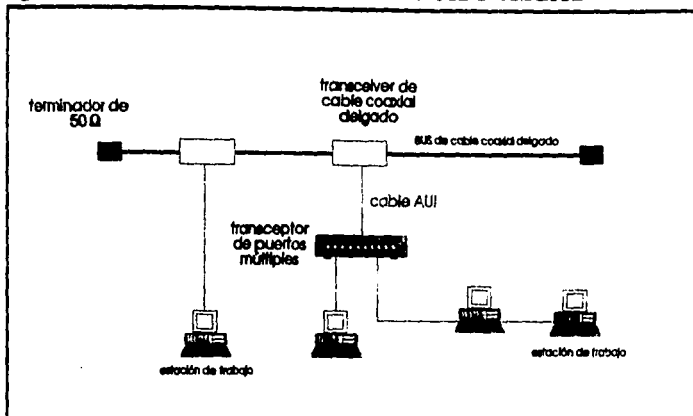 terminador de
50 Ω
transceiver de
cable coaxial
delgado
BUS de cable coaxial delgado
cable AUI
transceptor
de puertos
múltiples
estación de trabajo
estación de trabajo